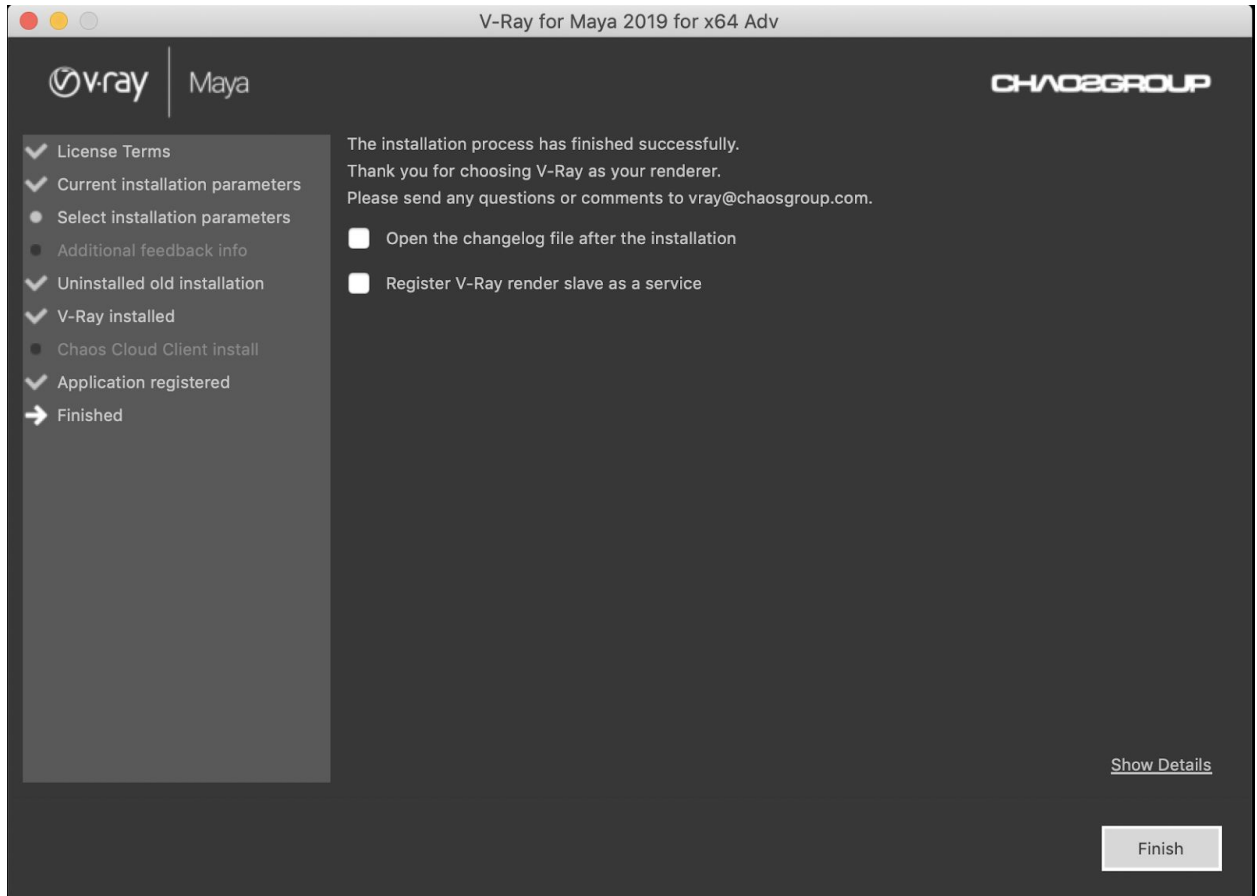 V-Ray for Maya 2019 for x64 Adv
v-ray Maya
CHAOSGROUP
License Terms
Current installation parameters
Select installation parameters
Additional feedback info
Uninstalled old installation
V-Ray installed
Chaos Cloud Client install
Application registered
Finished
The installation process has finished successfully.
Thank you for choosing V-Ray as your renderer.
Please send any questions or comments to vray@chaosgroup.com.
Open the changelog file after the installation
Register V-Ray render slave as a service
Show Details
Finish